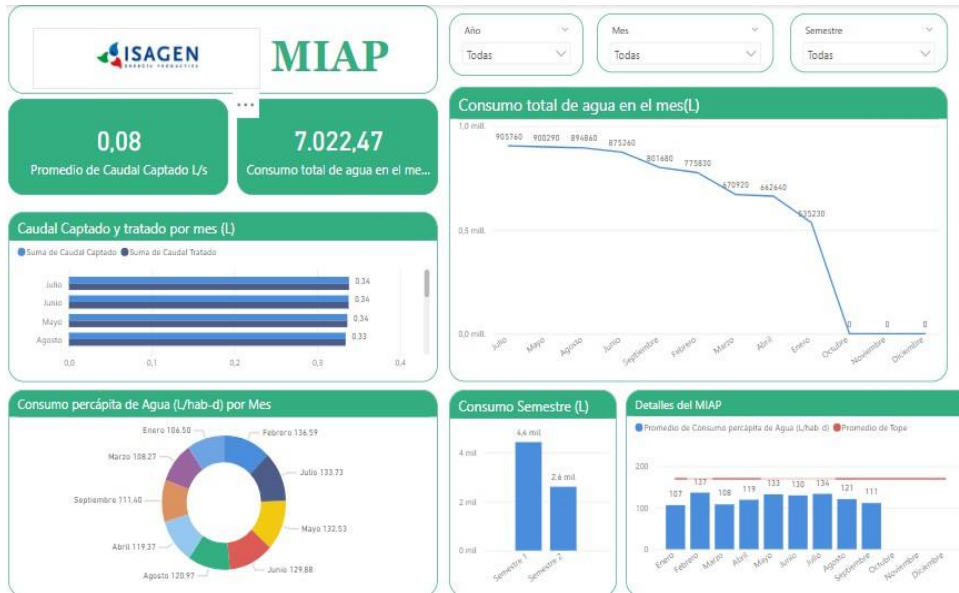 ISAGEN
ENERGÍA PRODUCTIVA
MIAP
Año
Todas
Mes
Todas
Semestre
Todas
...
0,08
Promedio de Caudal Captado L/s
7.022,47
Consumo total de agua en el me...
Consumo total de agua en el mes(L)
1,0 mill.
0,5 mill.
0,0 mill.
905760
900290
894860
875260
801680
775830
670920
662640
535230
0
0
0
Julio
Mayo
Agosto
Junio
Septiembre
Febrero
Marzo
Abril
Enero
Octubre
Noviembre
Diciembre
Caudal Captado y tratado por mes (L)
Suma de Caudal Captado Suma de Caudal Tratado
Julio 0,34
Junio 0,34
Mayo 0,34
Agosto 0,33
0,0 0,1 0,2 0,3 0,4
Consumo percápita de Agua (L/hab-d) por Mes
Enero 106.50
Febrero 136.59
Marzo 108.27
Julio 133.73
Septiembre 111.40
Mayo 132.53
Abril 119.37
Junio 129.88
Agosto 120.97
Consumo Semestre (L)
4,4 mil
2,6 mil
4 mil
2 mil
0 mil
Semestre 1
Semestre 2
Detalles del MIAP
Promedio de Consumo percápita de Agua (L/hab-d) Promedio de Tope
200
100
0
107
137
108
119
133
130
134
121
111
Enero
Febrero
Marzo
Abril
Mayo
Junio
Julio
Agosto
Septiembre
Octubre
Noviembre
Diciembre